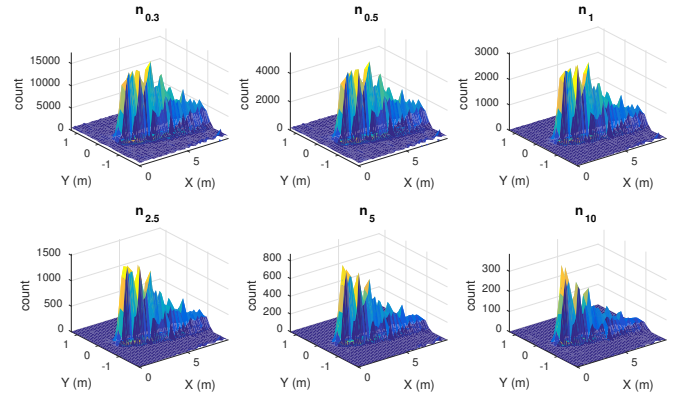 n0.3
15000
10000
5000
0
count
1
0
-1
Y (m)
0
5
X (m)
n0.5
4000
2000
0
count
1
0
-1
Y (m)
0
5
X (m)
n1
3000
2000
1000
0
count
1
0
-1
Y (m)
0
5
X (m)
n2.5
1500
1000
500
0
count
1
0
-1
Y (m)
0
5
X (m)
n5
800
600
400
200
0
count
1
0
-1
Y (m)
0
5
X (m)
n10
300
200
100
0
count
1
0
-1
Y (m)
0
5
X (m)